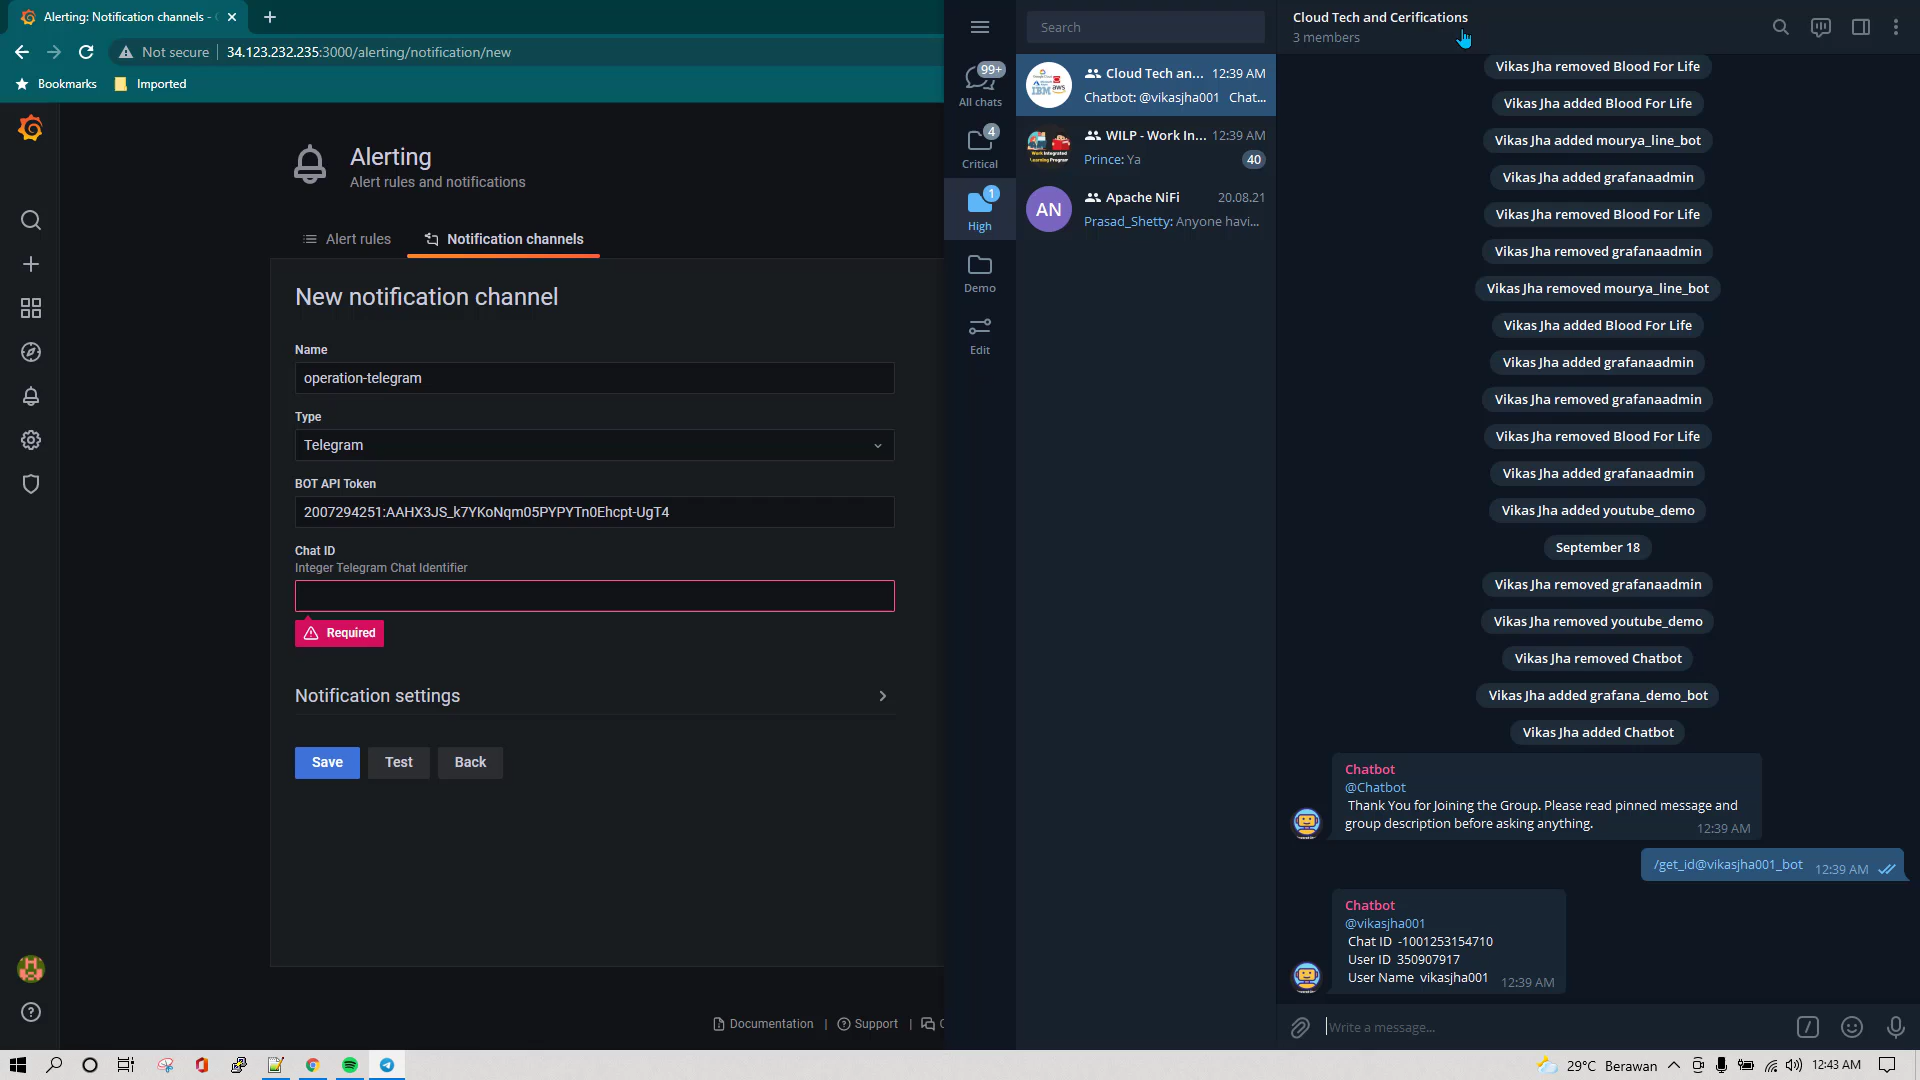 Alerting: Notification channels -
Not secure
34.123.232.235:3000/alerting/notification/new
Bookmarks
Imported
Alerting
Alert rules and notifications
Alert rules
Notification channels
New notification channel
Name
operation-telegram
Type
Telegram
BOT API Token
2007294251:AAHX3JS_k7YKoNqm05PYPYTn0Ehcpt-UgT4
Chat ID
Integer Telegram Chat Identifier
Required
Notification settings
Save
Test
Back
Documentation
Support
99+
All chats
4
Critical
1
High
Demo
Edit
Search
Cloud Tech an... 12:39 AM
Chatbot: @vikasjha001 Chat...
WILP - Work In... 12:39 AM
Prince: Ya
40
AN
Apache NiFi 20.08.21
Prasad_Shetty: Anyone havi...
Cloud Tech and Cerifications
3 members
Vikas Jha removed Blood For Life
Vikas Jha added Blood For Life
Vikas Jha added mourya_line_bot
Vikas Jha added grafanaadmin
Vikas Jha removed Blood For Life
Vikas Jha removed grafanaadmin
Vikas Jha removed mourya_line_bot
Vikas Jha added Blood For Life
Vikas Jha added grafanaadmin
Vikas Jha removed grafanaadmin
Vikas Jha removed Blood For Life
Vikas Jha added grafanaadmin
Vikas Jha added youtube_demo
September 18
Vikas Jha removed grafanaadmin
Vikas Jha removed youtube_demo
Vikas Jha removed Chatbot
Vikas Jha added grafana_demo_bot
Vikas Jha added Chatbot
Chatbot
@Chatbot
Thank You for Joining the Group. Please read pinned message and
group description before asking anything.
12:39 AM
/get_id@vikasjha001_bot 12:39 AM
Chatbot
@vikasjha001
Chat ID -1001253154710
User ID 350907917
User Name vikasjha001
12:39 AM
Write a message...
29°C Berawan
12:43 AM